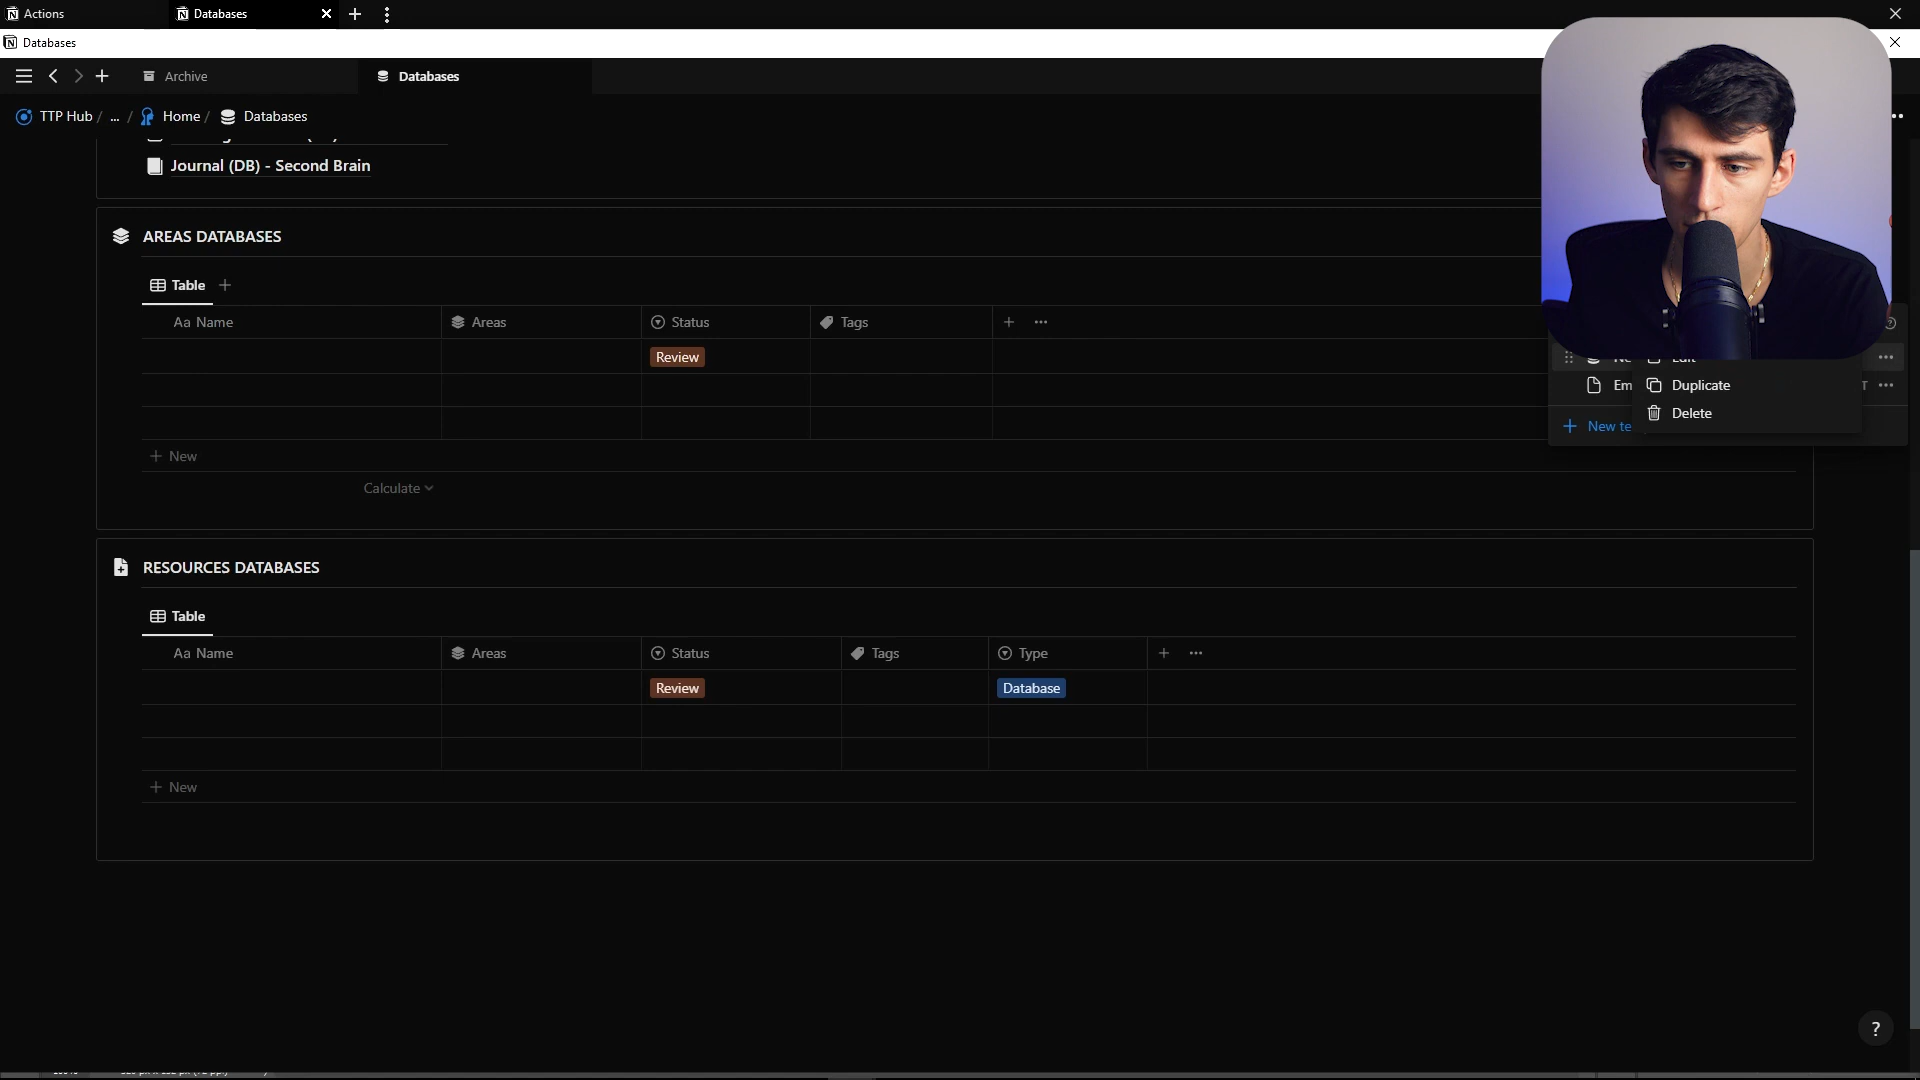 Actions
Databases
Databases
Archive
Databases
TTP Hub / ... / Home / Databases
Journal (DB) - Second Brain
AREAS DATABASES
Table
Aa Name
Areas
Status
Tags
Review
Edit
Duplicate
Delete
New te
+ New
Calculate
RESOURCES DATABASES
Table
Aa Name
Areas
Status
Tags
Type
Review
Database
+ New
?